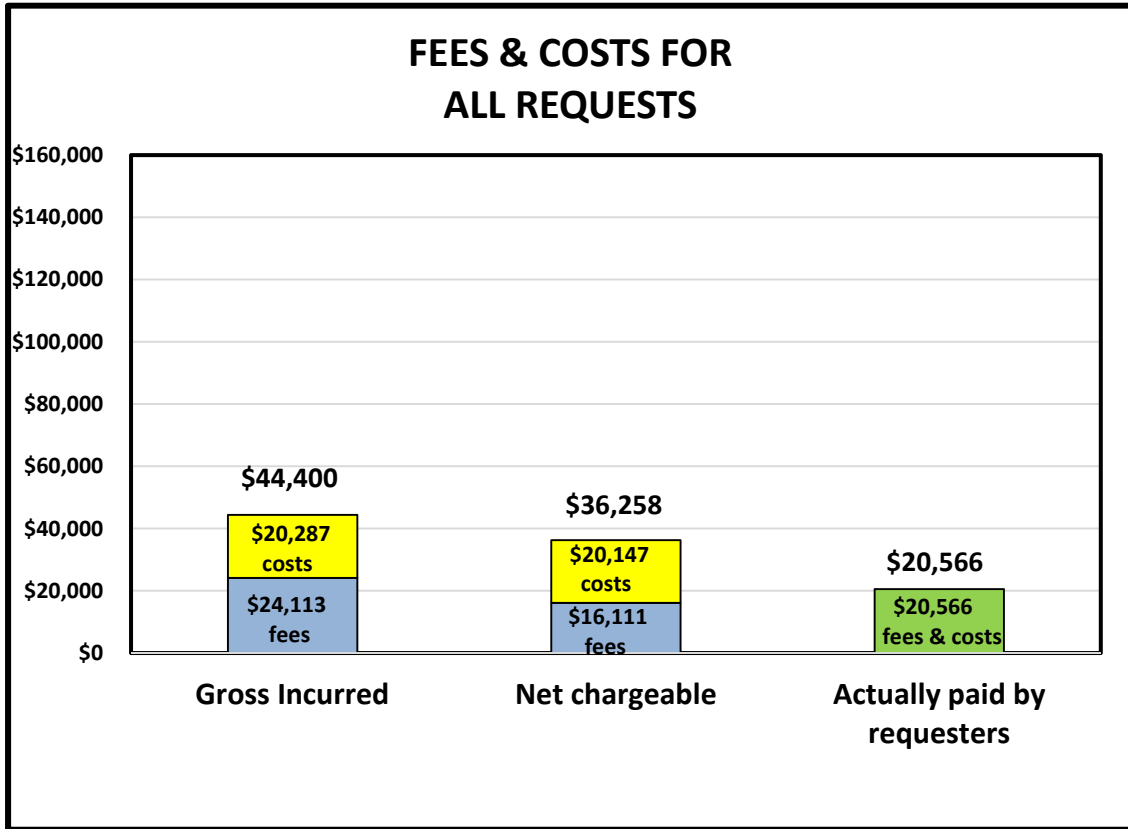 FEES & COSTS FOR
ALL REQUESTS
$160,000
$140,000
$120,000
$100,000
$80,000
$60,000
$40,000
$20,000
$0
$44,400
$20,287
costs
$24,113
fees
$36,258
$20,147
costs
$16,111
fees
$20,566
$20,566
fees & costs
Gross Incurred
Net chargeable
Actually paid by
requesters